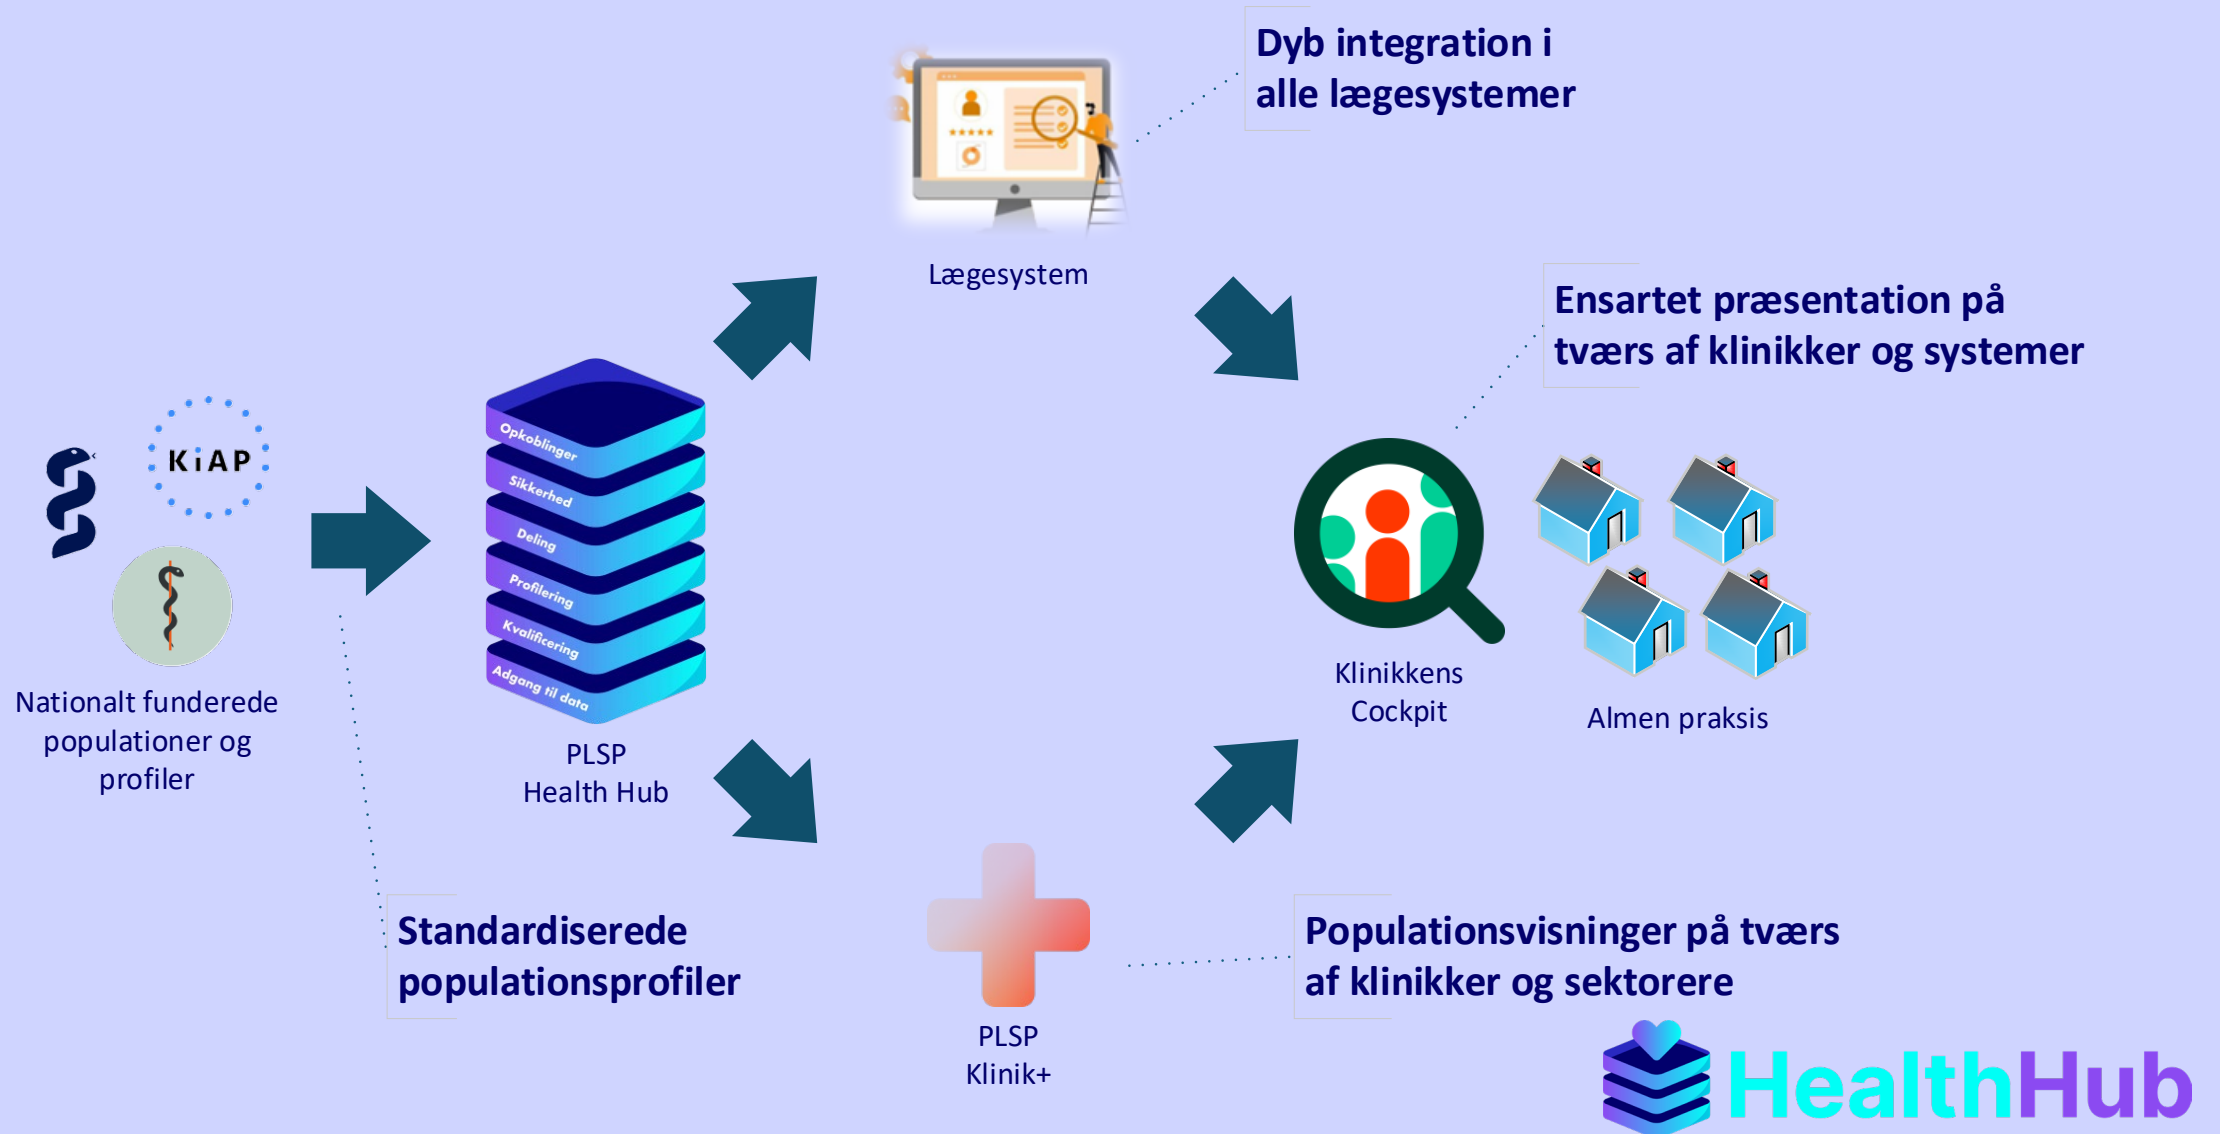 Dyb integration i
alle lægesystemer
Lægesystem
Ensartet præsentation på
tværs af klinikker og systemer
KiAP
Nationalt funderede
populationer og
profiler
Opkoblinger
Sikkerhed
Deling
Profilering
Kvalificering
Adgang til data
PLSP
Health Hub
Klinikkens
Cockpit
Almen praksis
Standardiserede
populationsprofiler
PLSP
Klinik+
Populationsvisninger på tværs
af klinikker og sektorere
HealthHub